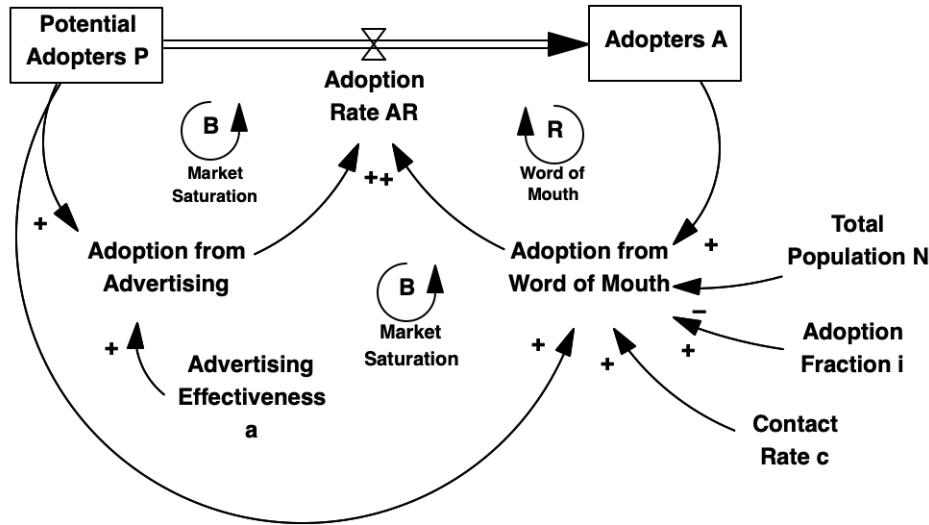 Potential
Adopters P
Adopters A
Adoption
Rate AR
B
Market
Saturation
R
Word of
Mouth
+
++
+
Adoption from
Advertising
Adoption from
Word of Mouth
Total
Population N
B
Market
Saturation
–
+
+
+
+
Adoption
Fraction i
Advertising
Effectiveness
a
Contact
Rate c